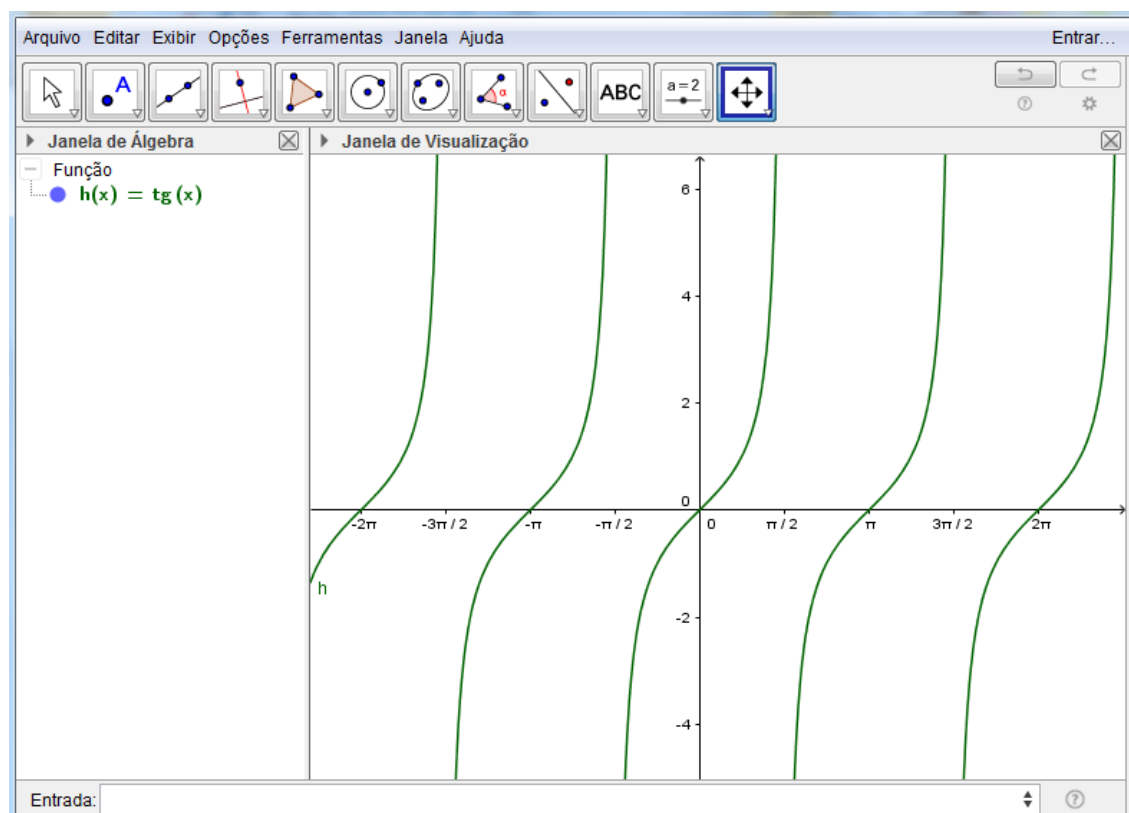 Arquivo Editar Exibir Opções Ferramentas Janela Ajuda Entrar...
A α ABC a=2
Janela de Álgebra
Janela de Visualização
Função
h(x) = tg (x)
6
4
2
0
-2π -3π / 2 -π -π / 2 0 π / 2 π 3π / 2 2π
h
-2
-4
Entrada: